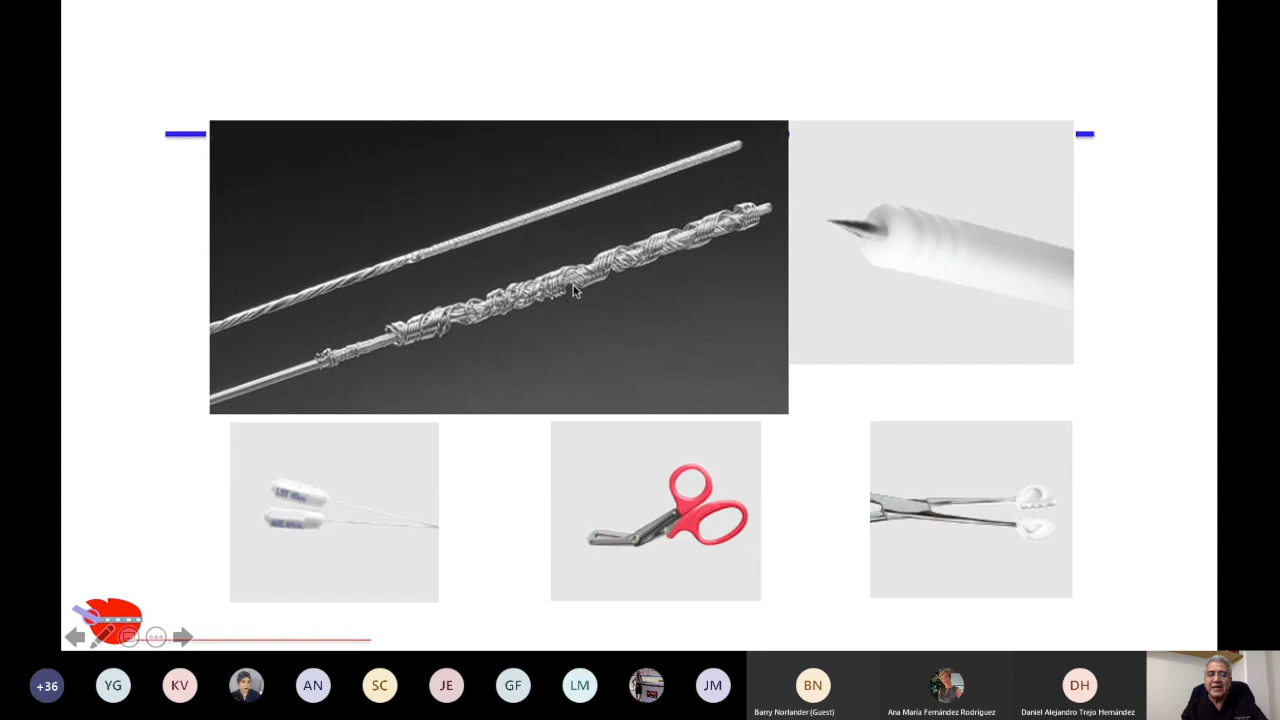 +36
YG
KV
AN
SC
JE
GF
LM
JM
BN
DH
Barry Norlander (Guest)
Ana María Fernández Rodríguez
Daniel Alejandro Trejo Hernández